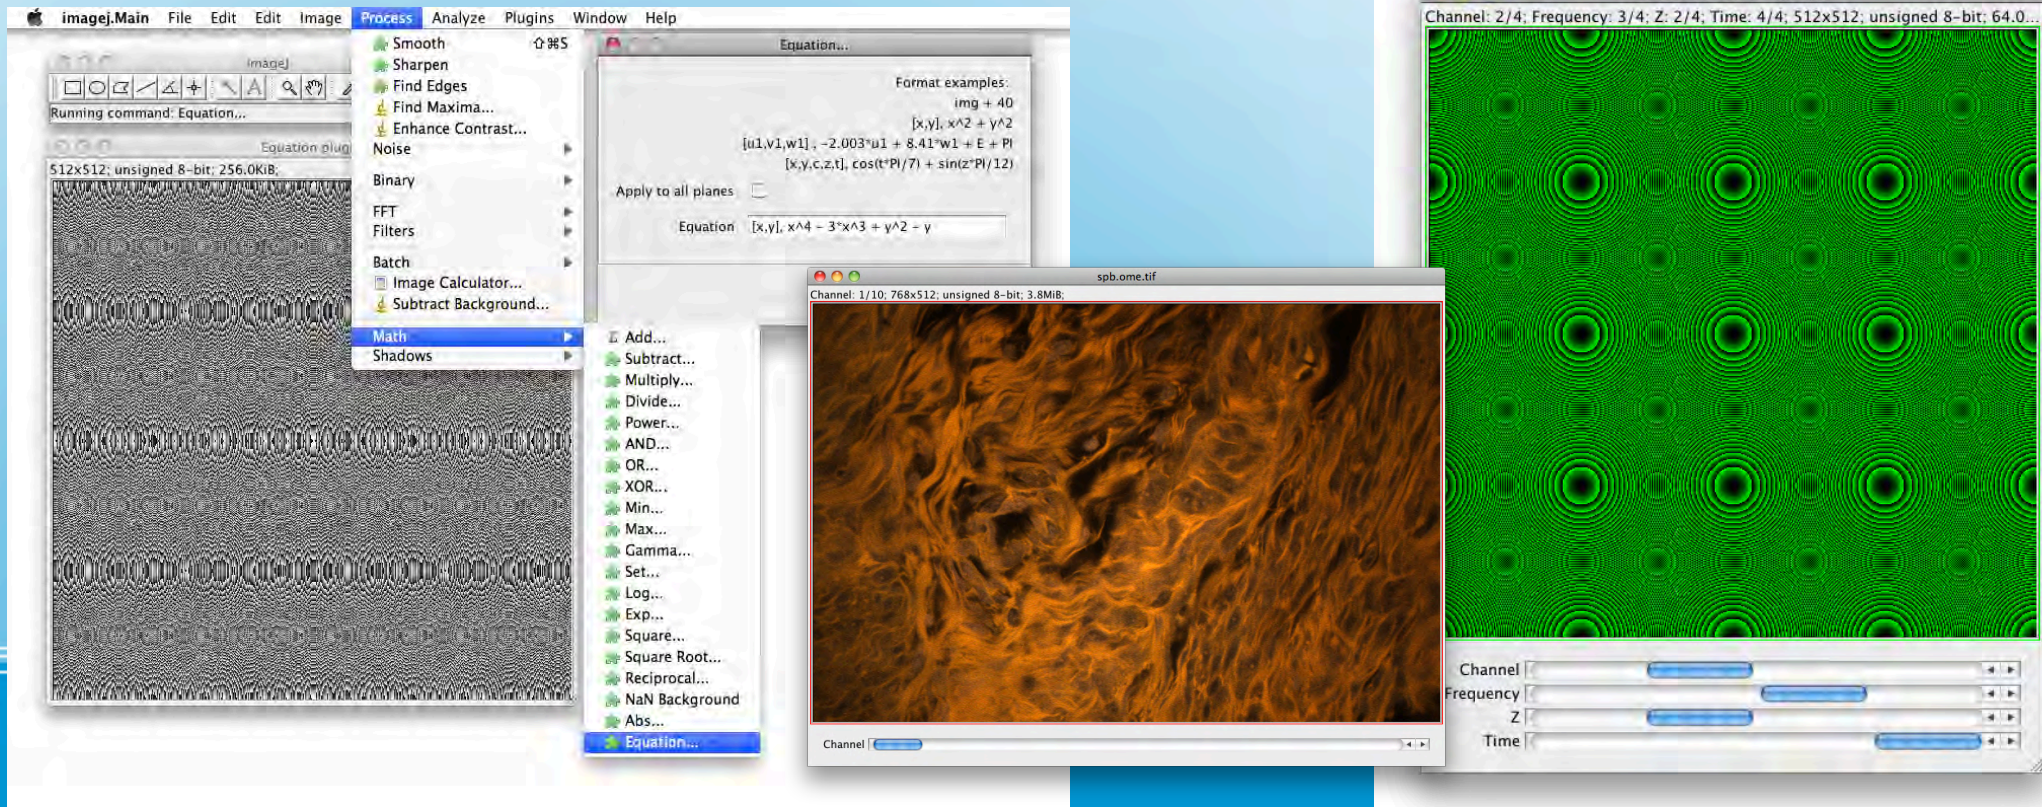 imagej.Main File Edit Edit Image Process Analyze Plugins Window Help
ImageJ
Running command: Equation...
Equation plug
512x512; unsigned 8-bit; 256.0KiB;
Smooth ⇧⌘S
Sharpen
Find Edges
Find Maxima...
Enhance Contrast...
Noise
Binary
FFT
Filters
Batch
Image Calculator...
Subtract Background...
Math
Shadows
Add...
Subtract...
Multiply...
Divide...
Power...
AND...
OR...
XOR...
Min...
Max...
Gamma...
Set...
Log...
Exp...
Square...
Square Root...
Reciprocal...
NaN Background
Abs...
Equation...
Equation...
Format examples:
img + 40
[x,y], x^2 + y^2
[u1,v1,w1] , -2.003*u1 + 8.41*w1 + E + PI
[x,y,c,z,t], cos(t*PI/7) + sin(z*PI/12)
Apply to all planes
Equation [x,y], x^4 - 3*x^3 + y^2 - y
spb.ome.tif
Channel: 1/10; 768x512; unsigned 8-bit; 3.8MiB;
Channel
Channel: 2/4; Frequency: 3/4; Z: 2/4; Time: 4/4; 512x512; unsigned 8-bit; 64.0...
Channel
Frequency
Z
Time